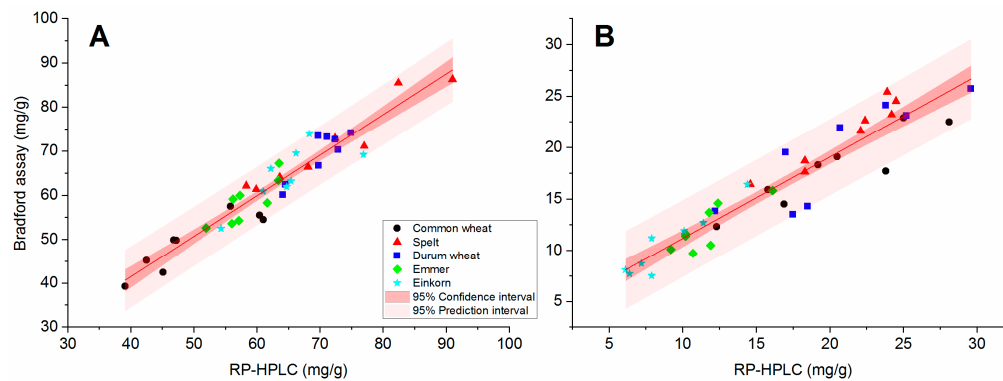 A
B
Bradford assay (mg/g)
100
90
80
70
60
50
40
30
30
40
50
60
70
80
90
100
RP-HPLC (mg/g)
Common wheat
Spelt
Durum wheat
Emmer
Einkorn
95% Confidence interval
95% Prediction interval
30
25
20
15
10
5
5
10
15
20
25
30
RP-HPLC (mg/g)